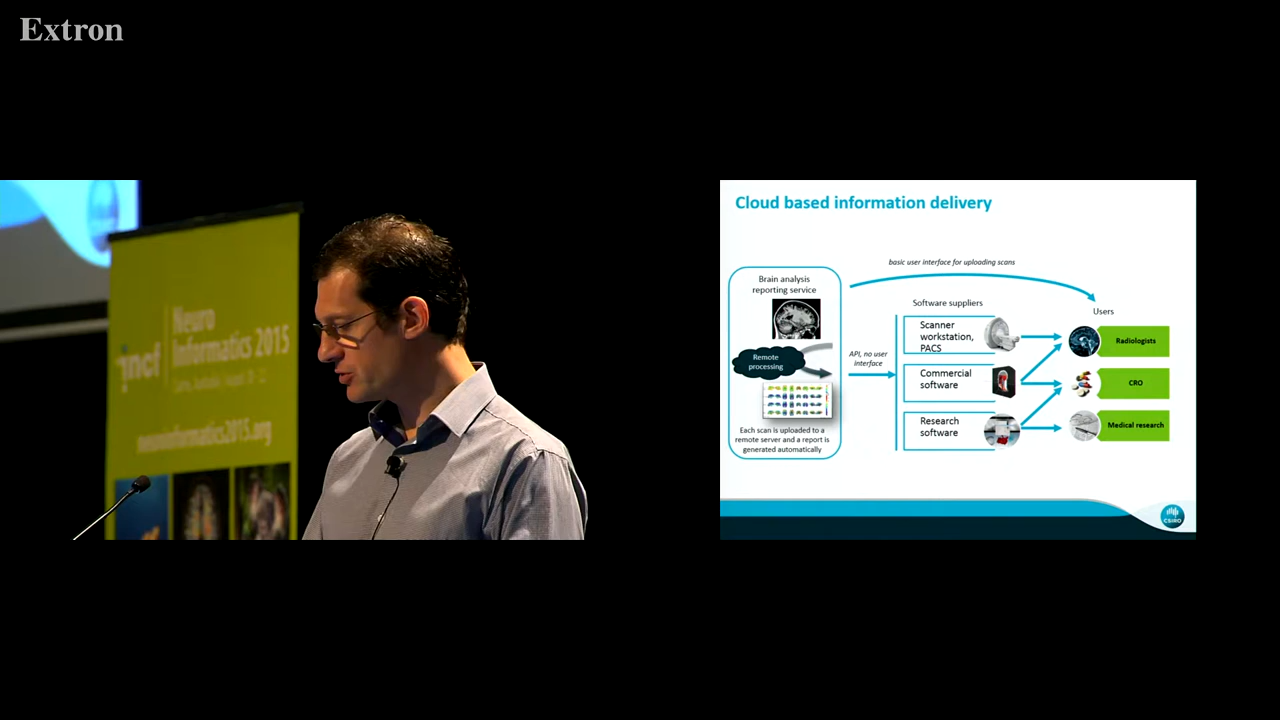 Extron
incf
Neuro
Informatics 2015
neuroinformatics2015.org
Cloud based information delivery
basic user interface for uploading scans
Brain analysis
reporting service
Remote
processing
Each scan is uploaded to a
remote server and a report is
generated automatically
API, no user
interface
Software suppliers
Scanner
workstation,
PACS
Commercial
software
Research
software
Users
Radiologists
CRO
Medical research
CSIRO